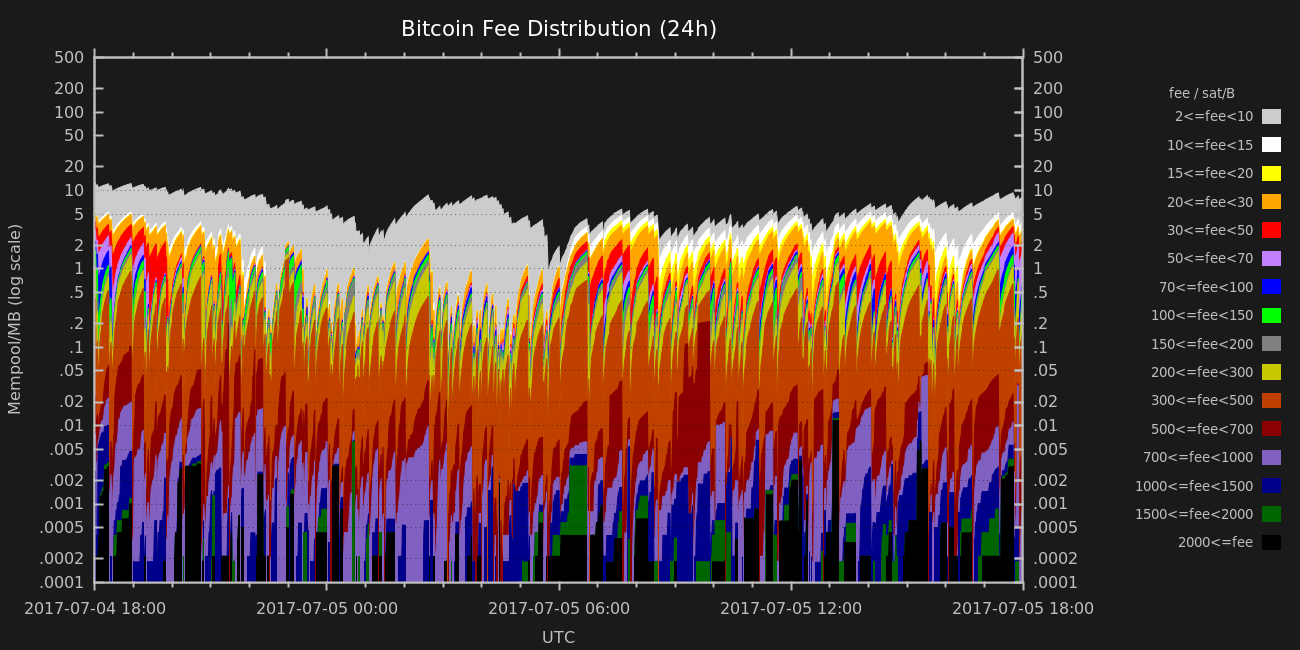 Bitcoin Fee Distribution (24h)
500
200
100
50
20
10
5
2
1
.5
.2
.1
.05
.02
.01
.005
.002
.001
.0005
.0002
.0001
Mempool/MB (log scale)
500
200
100
50
20
10
5
2
1
.5
.2
.1
.05
.02
.01
.005
.002
.001
.0005
.0002
.0001
2017-07-04 18:00
2017-07-05 00:00
2017-07-05 06:00
2017-07-05 12:00
2017-07-05 18:00
UTC
fee / sat/B
2<=fee<10
10<=fee<15
15<=fee<20
20<=fee<30
30<=fee<50
50<=fee<70
70<=fee<100
100<=fee<150
150<=fee<200
200<=fee<300
300<=fee<500
500<=fee<700
700<=fee<1000
1000<=fee<1500
1500<=fee<2000
2000<=fee